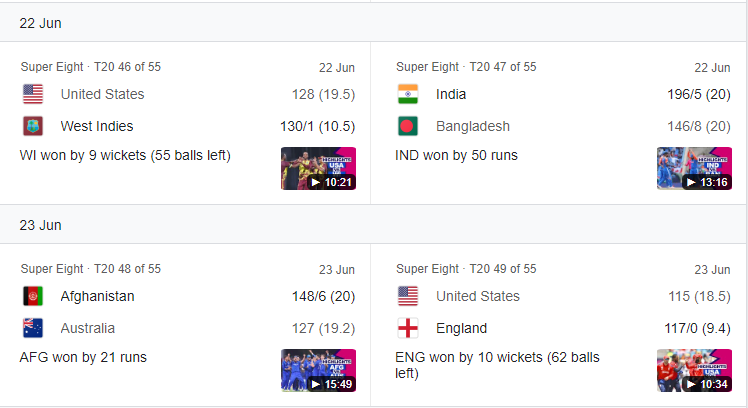 22 Jun
Super Eight · T20 46 of 55
22 Jun
United States
128 (19.5)
West Indies
130/1 (10.5)
WI won by 9 wickets (55 balls left)
HIGHLIGHTS
USA
10:21
Super Eight · T20 47 of 55
22 Jun
India
196/5 (20)
Bangladesh
146/8 (20)
IND won by 50 runs
HIGHLIGHTS
IND
13:16
23 Jun
Super Eight · T20 48 of 55
23 Jun
Afghanistan
148/6 (20)
Australia
127 (19.2)
AFG won by 21 runs
HIGHLIGHTS
AFG
15:49
Super Eight · T20 49 of 55
23 Jun
United States
115 (18.5)
England
117/0 (9.4)
ENG won by 10 wickets (62 balls
left)
HIGHLIGHTS
USA
10:34